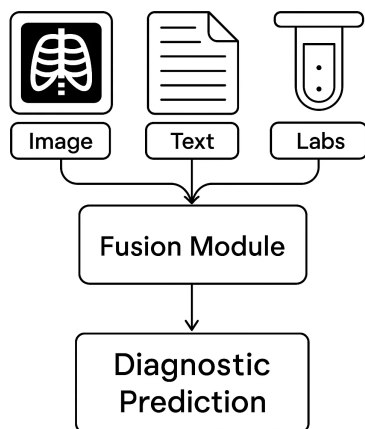 Image
Text
Labs
Fusion Module
Diagnostic
Prediction